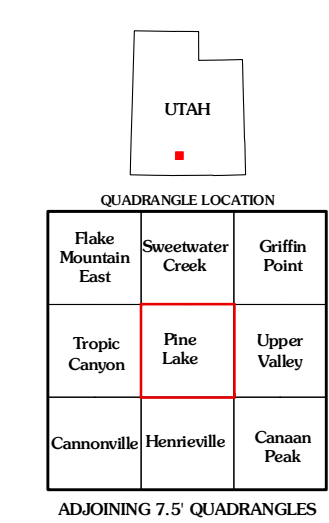 UTAH
QUADRANGLE LOCATION
Flake
Mountain
East
Sweetwater
Creek
Griffin
Point
Tropic
Canyon
Pine
Lake
Upper
Valley
Cannonville
Henrieville
Canaan
Peak
ADJOINING 7.5' QUADRANGLES